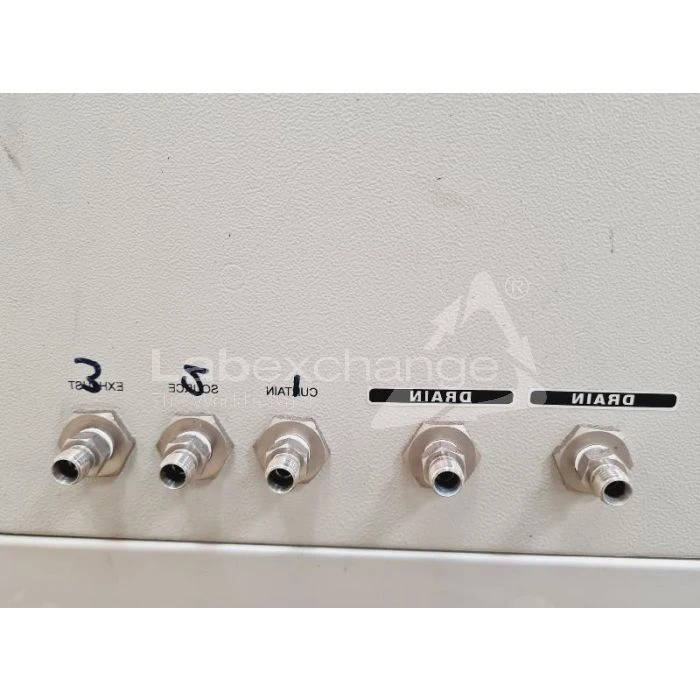 3 2 1
Labexchange ®
EXHAUST SOURCE CURTAIN DRAIN DRAIN